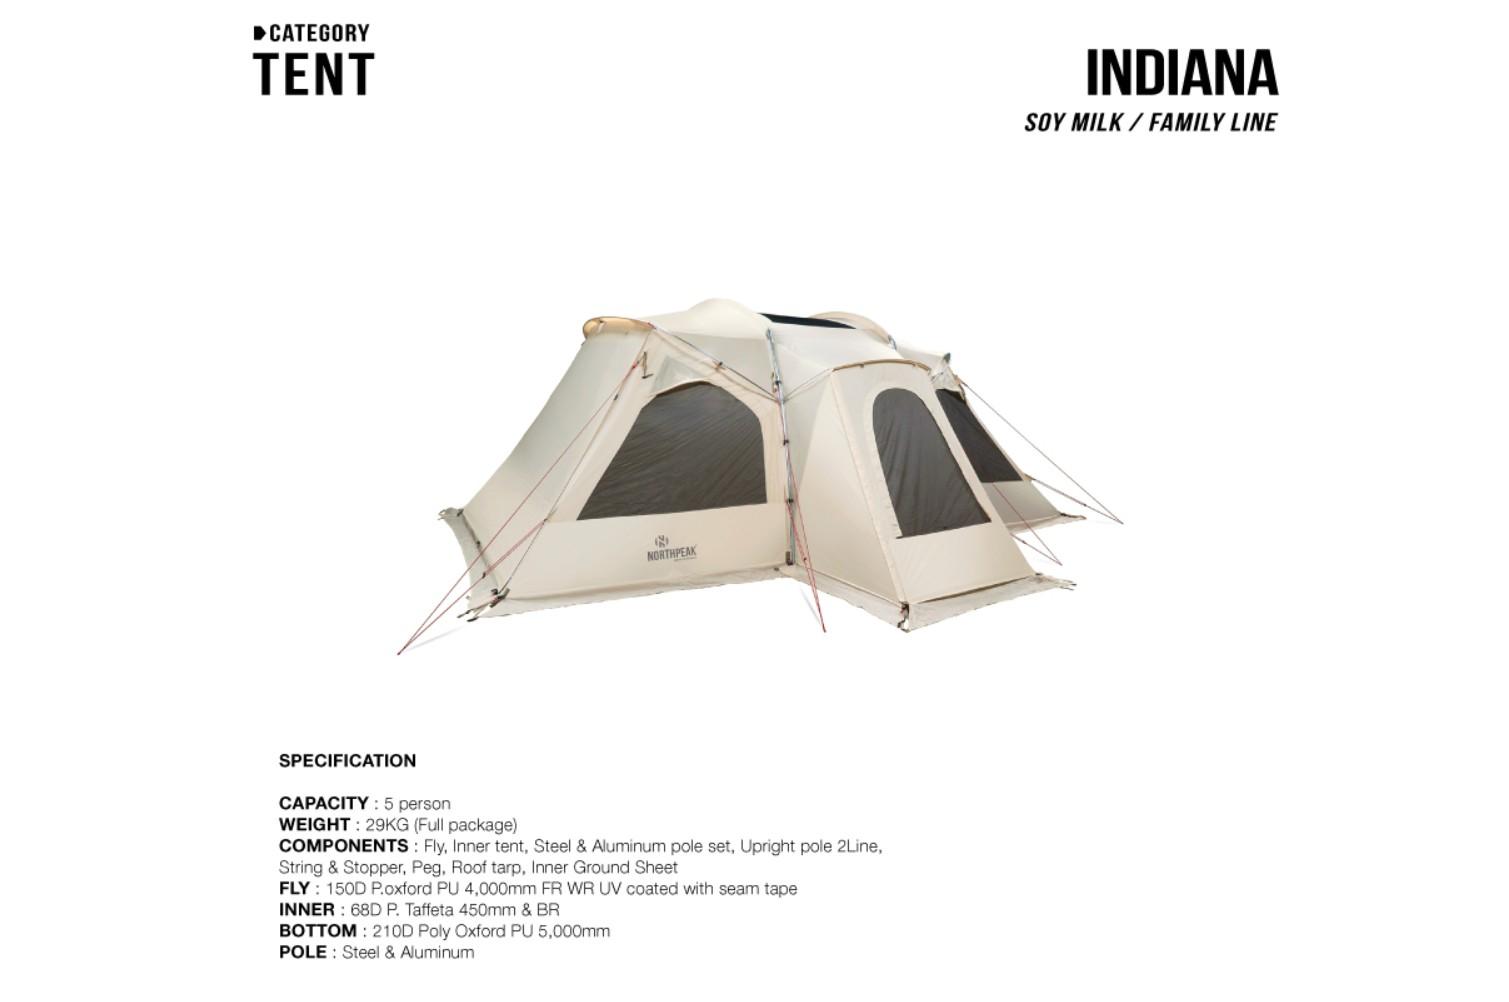 CATEGORY
TENT
INDIANA
SOY MILK / FAMILY LINE
NORTHPEAK
SPECIFICATION
CAPACITY : 5 person
WEIGHT : 29KG (Full package)
COMPONENTS : Fly, Inner tent, Steel & Aluminum pole set, Upright pole 2Line,
String & Stopper, Peg, Roof tarp, Inner Ground Sheet
FLY : 150D P.oxford PU 4,000mm FR WR UV coated with seam tape
INNER : 68D P. Taffeta 450mm & BR
BOTTOM : 210D Poly Oxford PU 5,000mm
POLE : Steel & Aluminum